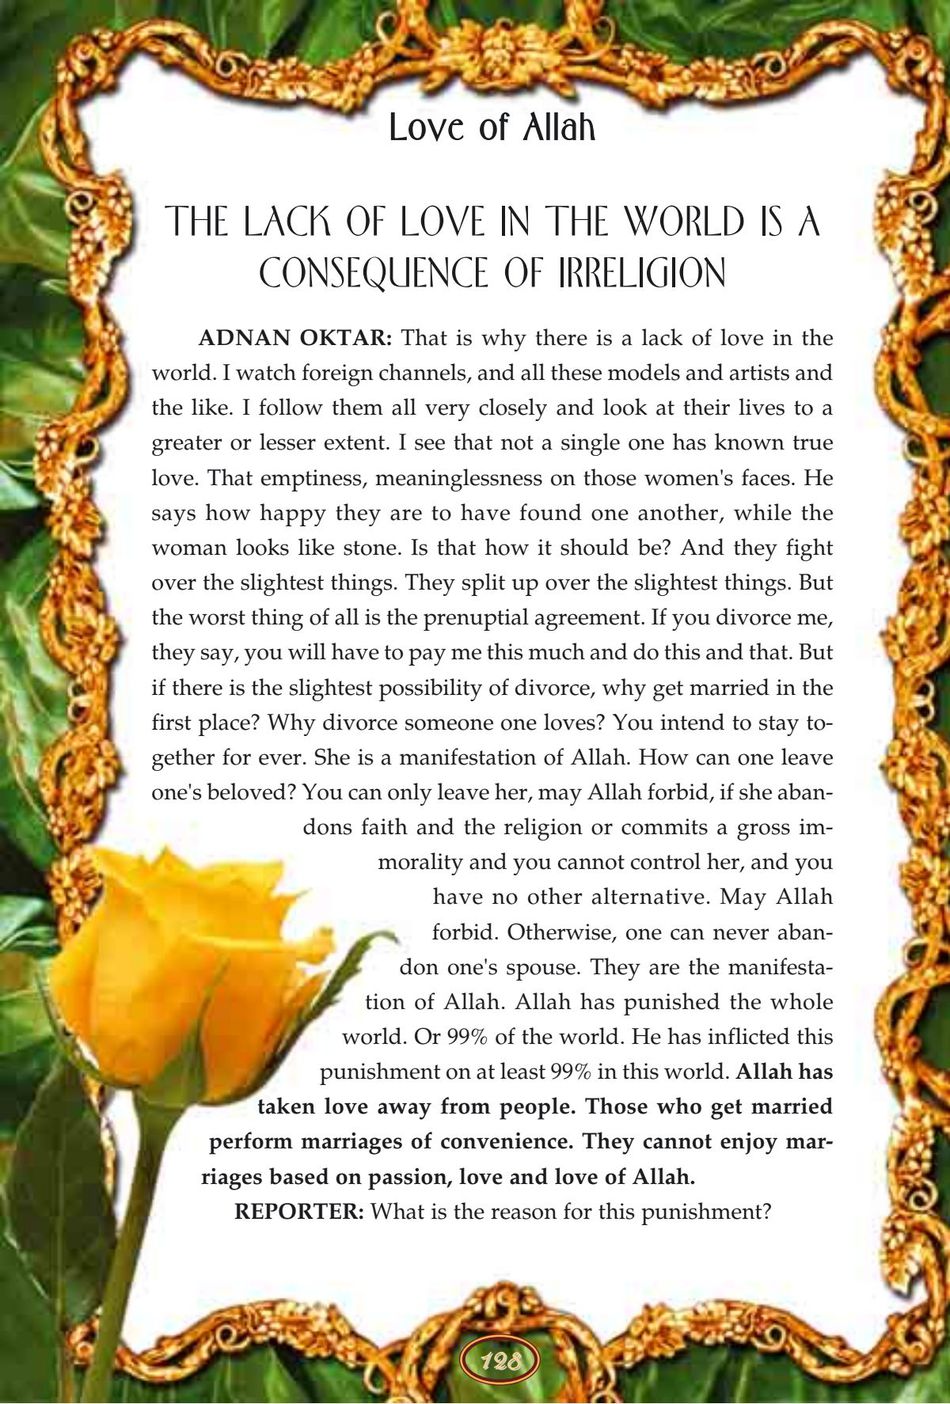 Love of Allah
THE LACK OF LOVE IN THE WORLD IS A
CONSEQUENCE OF IRRELIGION
ADNAN OKTAR: That is why there is a lack of love in the
world. I watch foreign channels, and all these models and artists and
the like. I follow them all very closely and look at their lives to a
greater or lesser extent. I see that not a single one has known true
love. That emptiness, meaninglessness on those women's faces. He
says how happy they are to have found one another, while the
woman looks like stone. Is that how it should be? And they fight
over the slightest things. They split up over the slightest things. But
the worst thing of all is the prenuptial agreement. If you divorce me,
they say, you will have to pay me this much and do this and that. But
if there is the slightest possibility of divorce, why get married in the
first place? Why divorce someone one loves? You intend to stay to-
gether for ever. She is a manifestation of Allah. How can one leave
one's beloved? You can only leave her, may Allah forbid, if she aban-
dons faith and the religion or commits a gross im-
morality and you cannot control her, and you
have no other alternative. May Allah
forbid. Otherwise, one can never aban-
don one's spouse. They are the manifesta-
tion of Allah. Allah has punished the whole
world. Or 99% of the world. He has inflicted this
punishment on at least 99% in this world. Allah has
taken love away from people. Those who get married
perform marriages of convenience. They cannot enjoy mar-
riages based on passion, love and love of Allah.
REPORTER: What is the reason for this punishment?
128